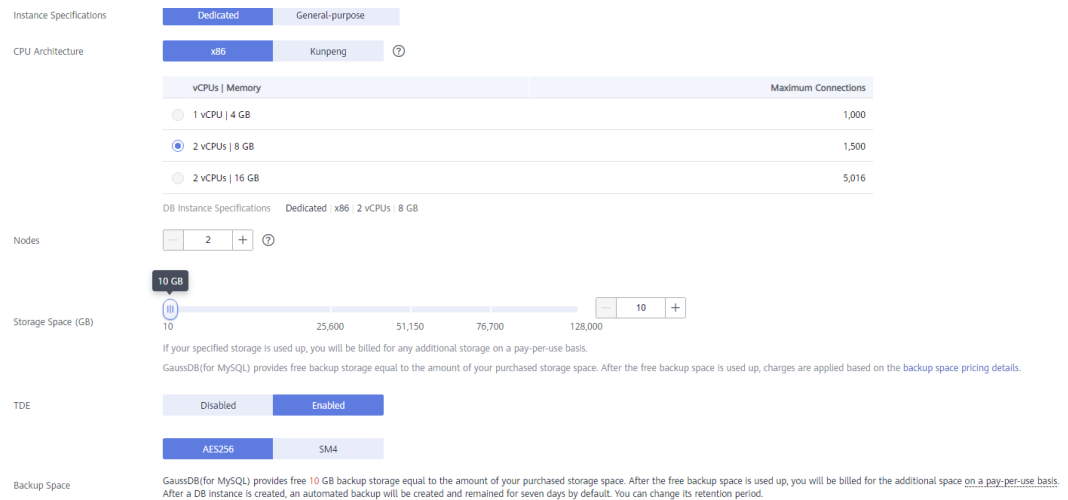 Instance Specifications Dedicated General-purpose
CPU Architecture x86 Kunpeng ?
vCPUs | Memory Maximum Connections
1 vCPU | 4 GB 1,000
2 vCPUs | 8 GB 1,500
2 vCPUs | 16 GB 5,016
DB Instance Specifications Dedicated | x86 | 2 vCPUs | 8 GB
Nodes — 2 + ?
10 GB
Storage Space (GB) — 10 +
10 25,600 51,150 76,700 128,000
If your specified storage is used up, you will be billed for any additional storage on a pay-per-use basis.
GaussDB(for MySQL) provides free backup storage equal to the amount of your purchased storage space. After the free backup space is used up, charges are applied based on the backup space pricing details.
TDE Disabled Enabled
AES256 SM4
Backup Space GaussDB(for MySQL) provides free 10 GB backup storage equal to the amount of your purchased storage space. After the free backup space is used up, you will be billed for the additional space on a pay-per-use basis.
After a DB instance is created, an automated backup will be created and remained for seven days by default. You can change its retention period.